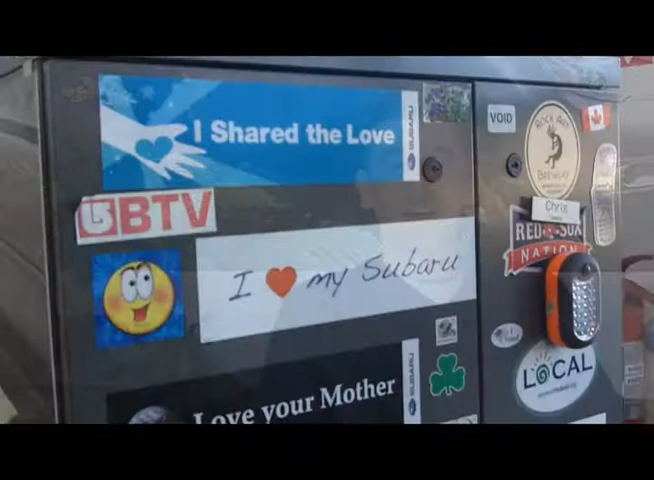 I Shared the Love
SUBARU
VOID
ROCK ART
BREWERY
Chris
BTV
RED SOX
NATION
I ❤ my Subaru
LOCAL
Love your Mother
SUBARU